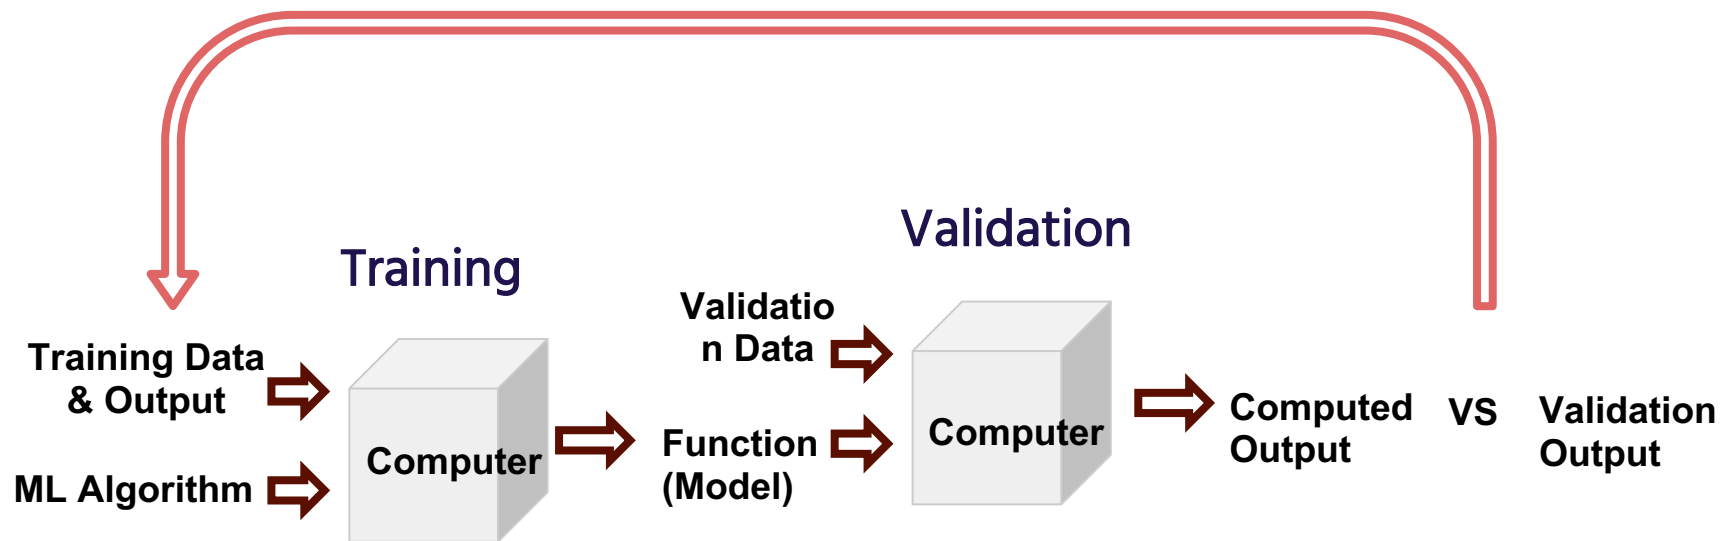 Training
Validation
Training Data
& Output
ML Algorithm
Computer
Function
(Model)
Validatio
n Data
Computer
Computed
Output
VS
Validation
Output